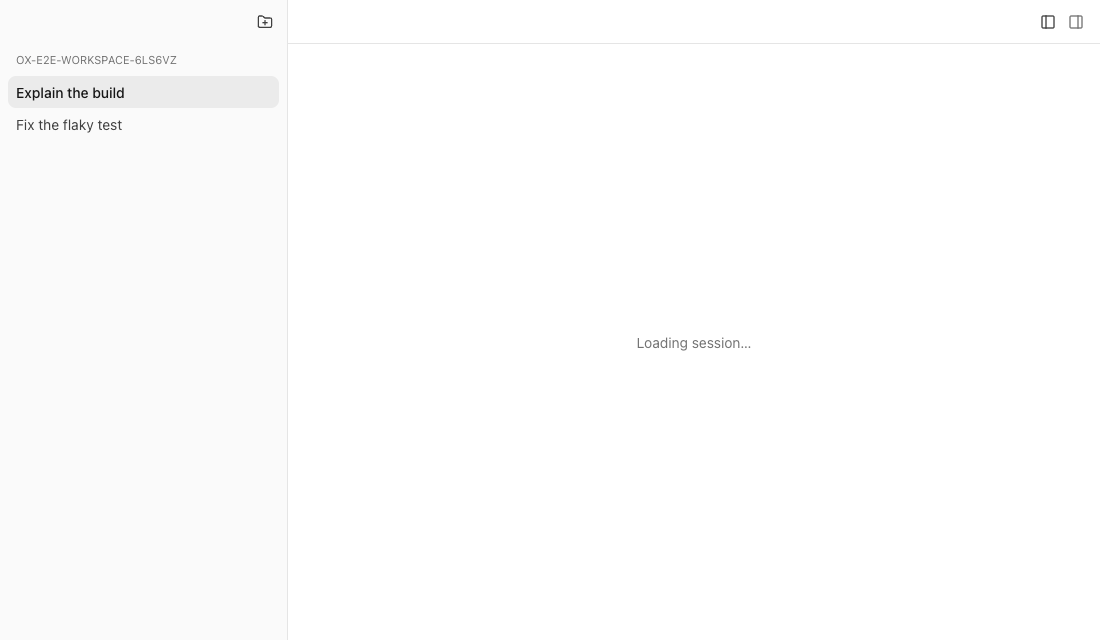 OX-E2E-WORKSPACE-6LS6VZ
Explain the build
Fix the flaky test
Loading session...